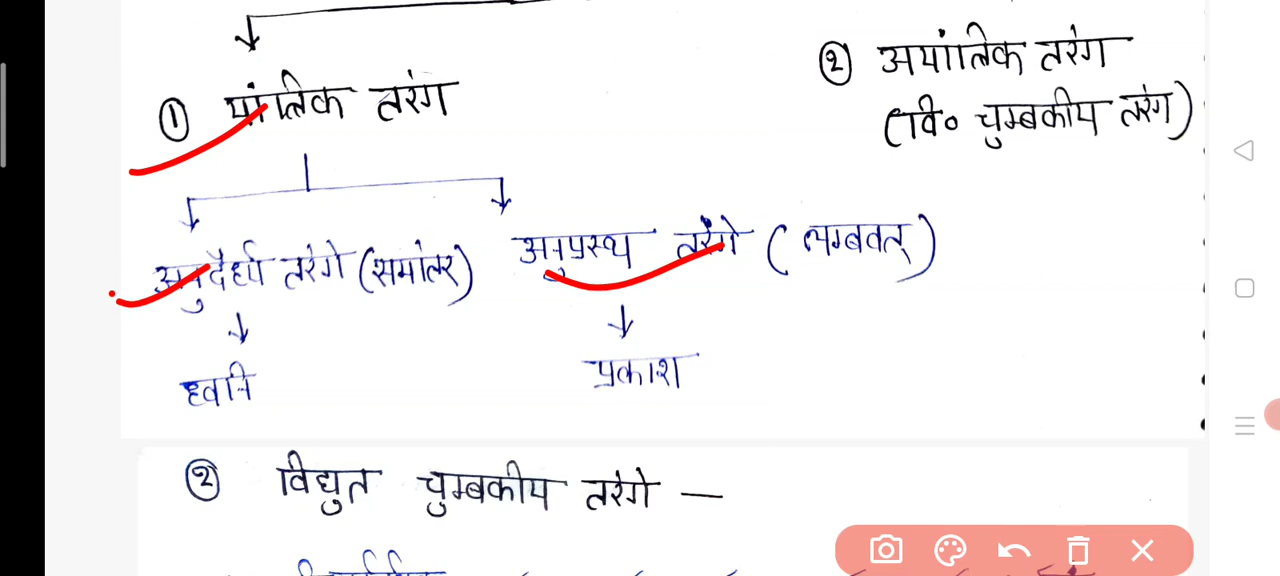 ① यांत्रिक तरंग
② अयांत्रिक तरंग
(वि० चुम्बकीय तरंग)
अनुदैर्ध्य तरंगे (समांतर)
अनुप्रस्थ तरंगे (लम्बवत्)
ध्वनि
प्रकाश
② विद्युत चुम्बकीय तरंगे —